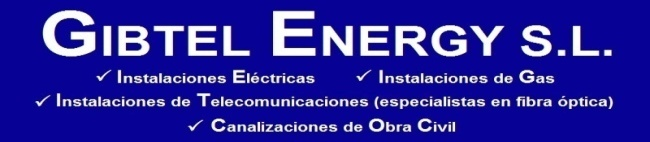 GIBTEL ENERGY S.L.
✓ Instalaciones Eléctricas ✓ Instalaciones de Gas
✓ Instalaciones de Telecomunicaciones (especialistas en fibra óptica)
✓ Canalizaciones de Obra Civil